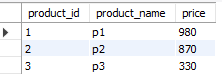 product_id product_name price
1 p1 980
2 p2 870
3 p3 330